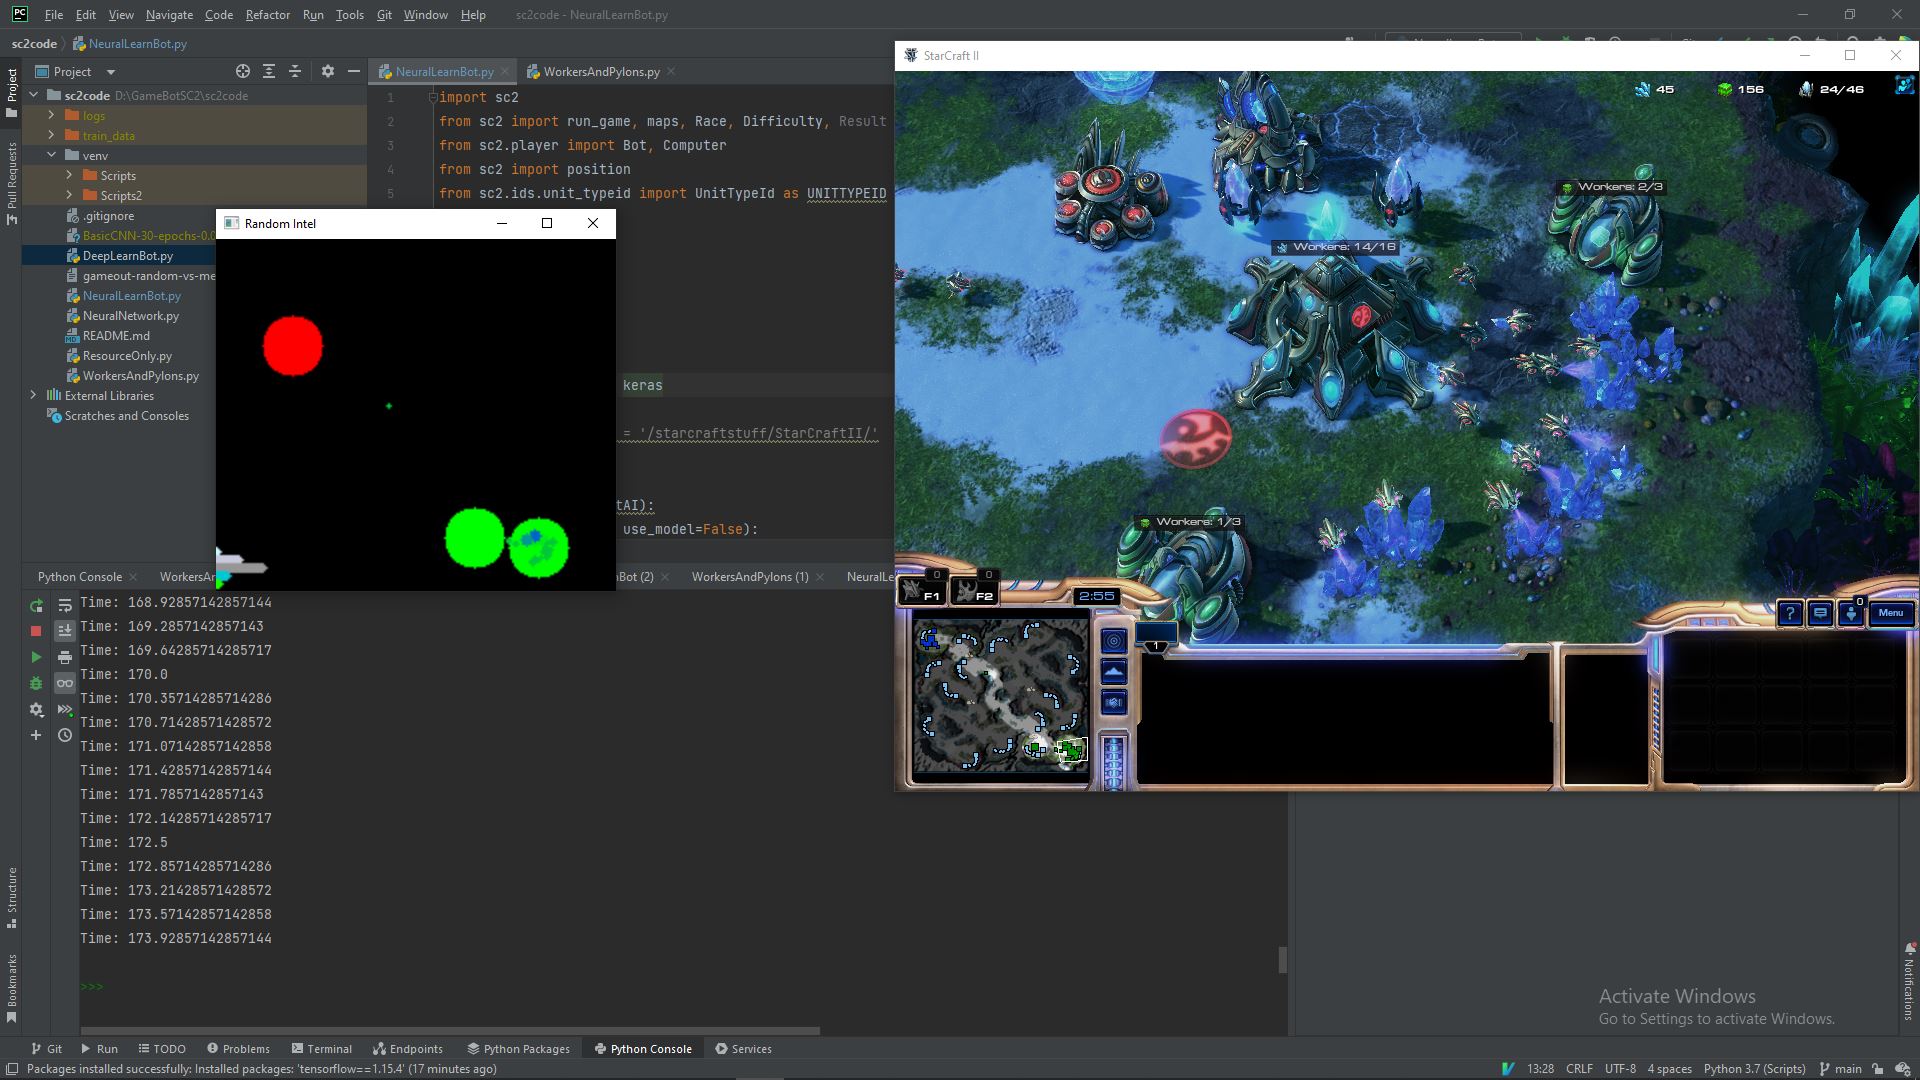 File Edit View Navigate Code Refactor Run Tools Git Window Help sc2code - NeuralLearnBot.py
sc2code NeuralLearnBot.py
Project
NeuralLearnBot.py
WorkersAndPylons.py
sc2code D:\GameBotSC2\sc2code
logs
train_data
venv
Scripts
Scripts2
.gitignore
BasicCNN-30-epochs-0.0
DeepLearnBot.py
gameout-random-vs-me
NeuralLearnBot.py
NeuralNetwork.py
README.md
ResourceOnly.py
WorkersAndPylons.py
External Libraries
Scratches and Consoles
1 import sc2
2 from sc2 import run_game, maps, Race, Difficulty, Result
3 from sc2.player import Bot, Computer
4 from sc2 import position
5 from sc2.ids.unit_typeid import UnitTypeId as UNITTYPEID
keras
= '/starcraftstuff/StarCraftII/'
tAI):
use_model=False):
Random Intel
StarCraft II
45 156 24/46
Workers: 2/3
Workers: 14/16
Workers: 1/3
0 0
F1 F2 2:55
1
? 0 Menu
Python Console WorkersAr Bot (2) WorkersAndPylons (1) NeuralLe
Time: 168.92857142857144
Time: 169.2857142857143
Time: 169.64285714285717
Time: 170.0
Time: 170.35714285714286
Time: 170.71428571428572
Time: 171.07142857142858
Time: 171.42857142857144
Time: 171.7857142857143
Time: 172.14285714285717
Time: 172.5
Time: 172.85714285714286
Time: 173.21428571428572
Time: 173.57142857142858
Time: 173.92857142857144
>>>
Project
Pull Requests
Structure
Bookmarks
Notifications
Activate Windows
Go to Settings to activate Windows.
Git Run TODO Problems Terminal Endpoints Python Packages Python Console Services
Packages installed successfully: Installed packages: 'tensorflow==1.15.4' (17 minutes ago) 13:28 CRLF UTF-8 4 spaces Python 3.7 (Scripts) main